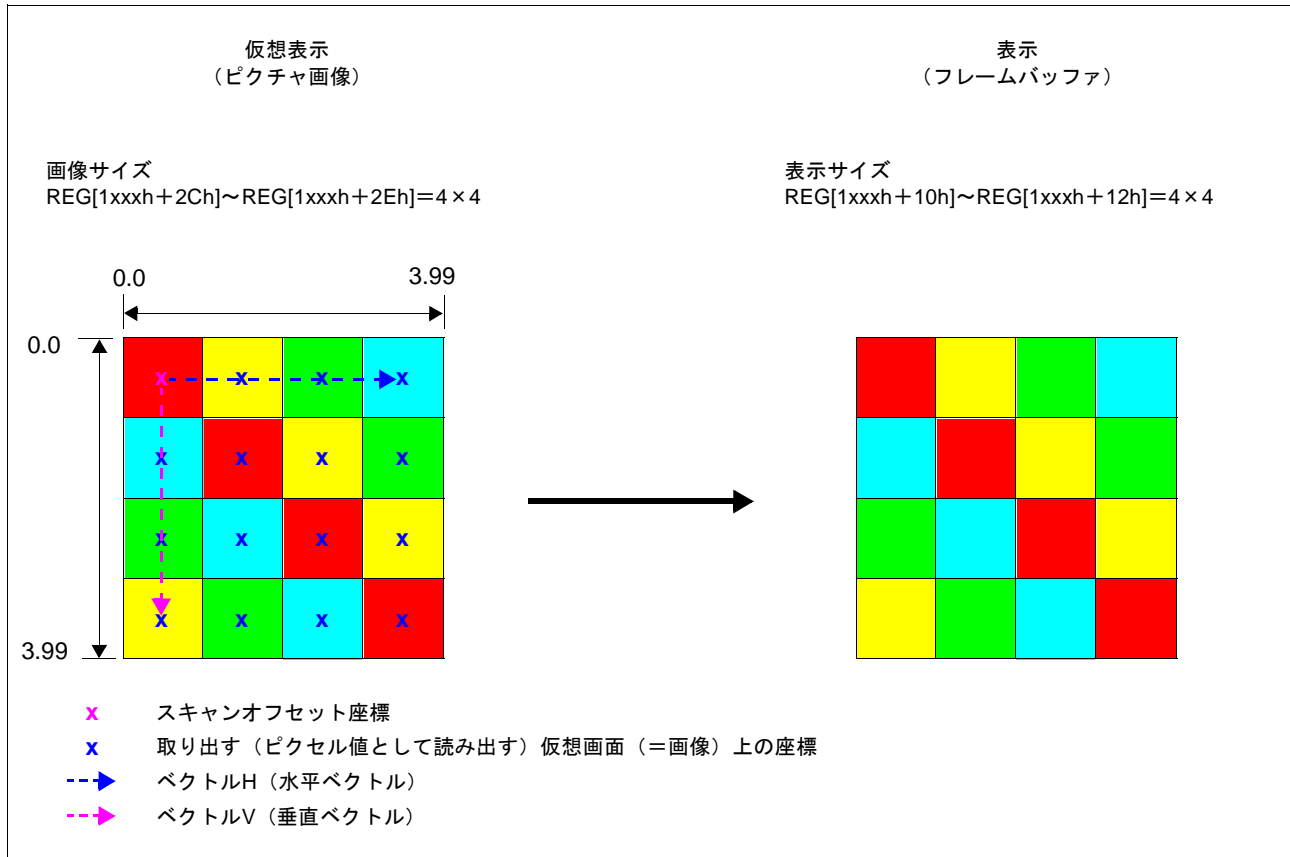 仮想表示
（ピクチャ画像）
表示
（フレームバッファ）
画像サイズ
REG[1xxxh＋2Ch]～REG[1xxxh＋2Eh]＝4×4
表示サイズ
REG[1xxxh＋10h]～REG[1xxxh＋12h]＝4×4
0.0
3.99
0.0
x x x x
x x x x
x x x x
x x x x
3.99
x スキャンオフセット座標
x 取り出す（ピクセル値として読み出す）仮想画面（＝画像）上の座標
ベクトルH（水平ベクトル）
ベクトルV（垂直ベクトル）